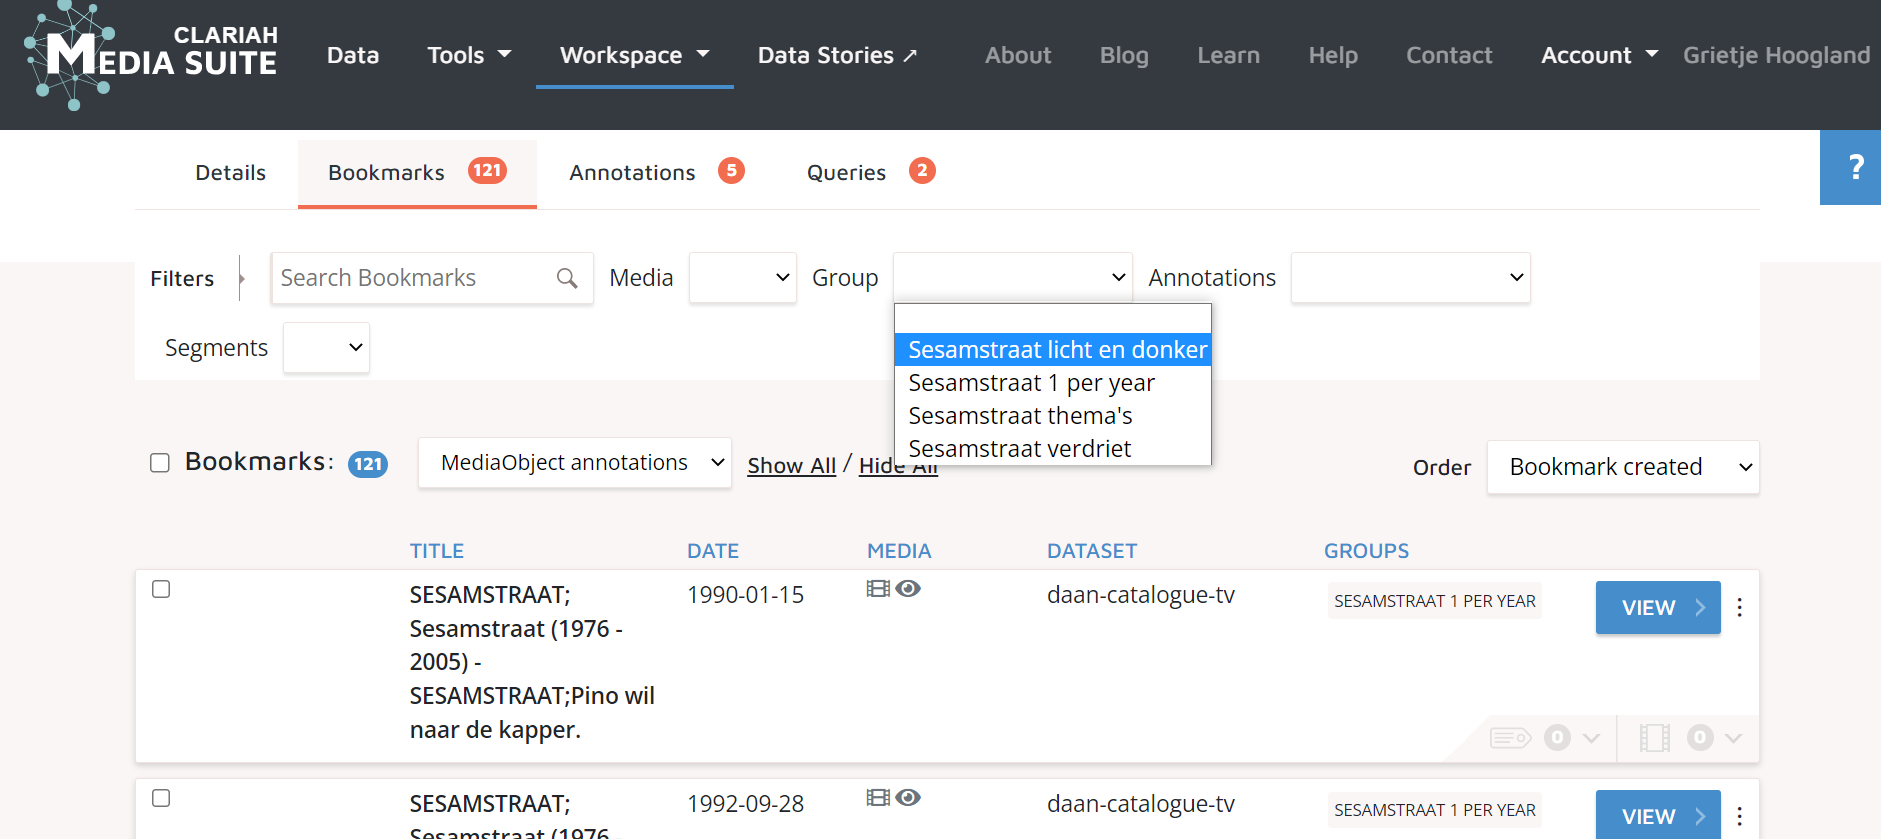 CLARIAH
MEDIA SUITE
Data Tools Workspace Data Stories ↗ About Blog Learn Help Contact Account Grietje Hoogland
Details Bookmarks 121 Annotations 5 Queries 2 ?
Filters Search Bookmarks Media Group Annotations
Segments
Sesamstraat licht en donker
Sesamstraat 1 per year
Sesamstraat thema's
Sesamstraat verdriet
Bookmarks: 121 MediaObject annotations Show All / Hide All Order Bookmark created
TITLE DATE MEDIA DATASET GROUPS
SESAMSTRAAT; 1990-01-15 daan-catalogue-tv SESAMSTRAAT 1 PER YEAR VIEW
Sesamstraat (1976 -
2005) -
SESAMSTRAAT;Pino wil
naar de kapper.
0 0
SESAMSTRAAT; 1992-09-28 daan-catalogue-tv SESAMSTRAAT 1 PER YEAR VIEW
Sesamstraat (1976 -